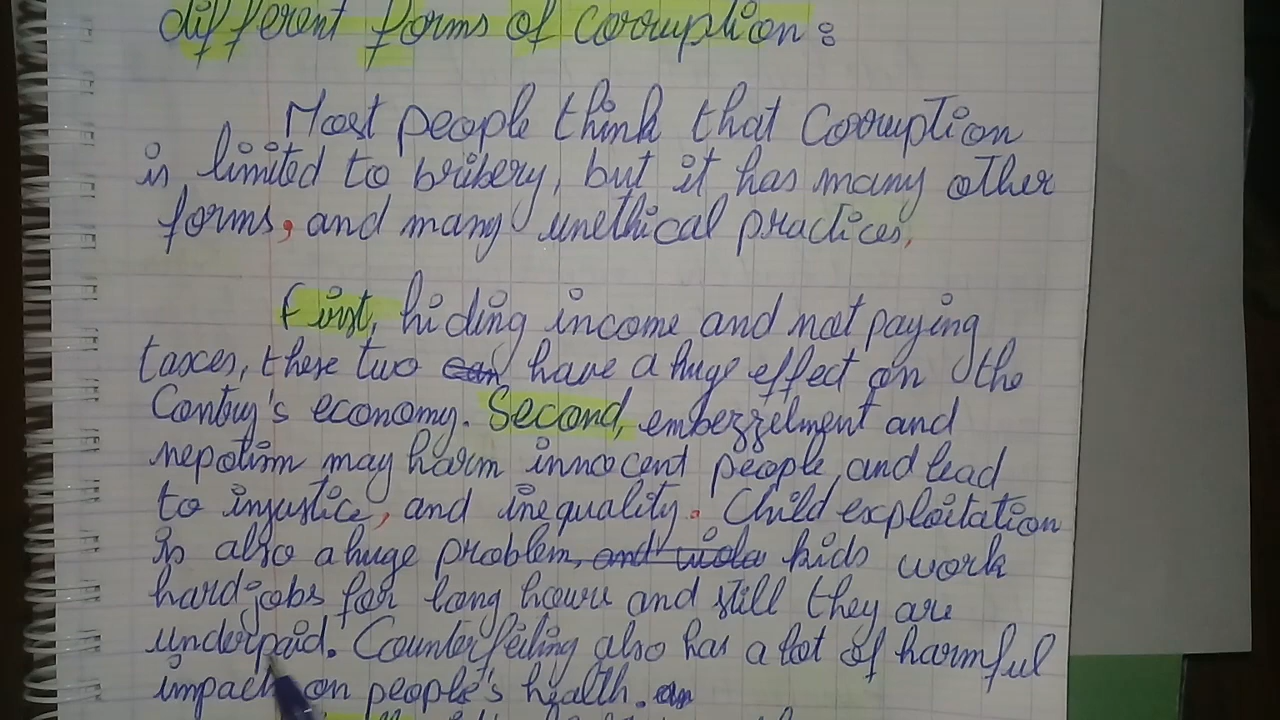 different forms of corruption :
Most people think that Corruption
is limited to bribery, but it has many other
forms, and many unethical practices.
First, hiding income and not paying
taxes, these two can have a huge effect on the
Contry's economy. Second, embezzelment and
nepotism may harm innocent people, and lead
to injustice, and inequality. Child exploitation
is also a huge problem, and kids work
hard jobs for long hours and still they are
underpaid. Counterfeiting also has a lot of harmful
impact on people's health.